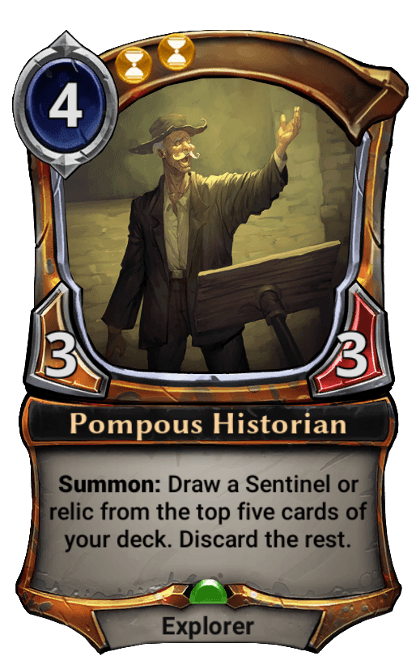 4
3
3
Pompous Historian
Summon: Draw a Sentinel or
relic from the top five cards of
your deck. Discard the rest.
Explorer